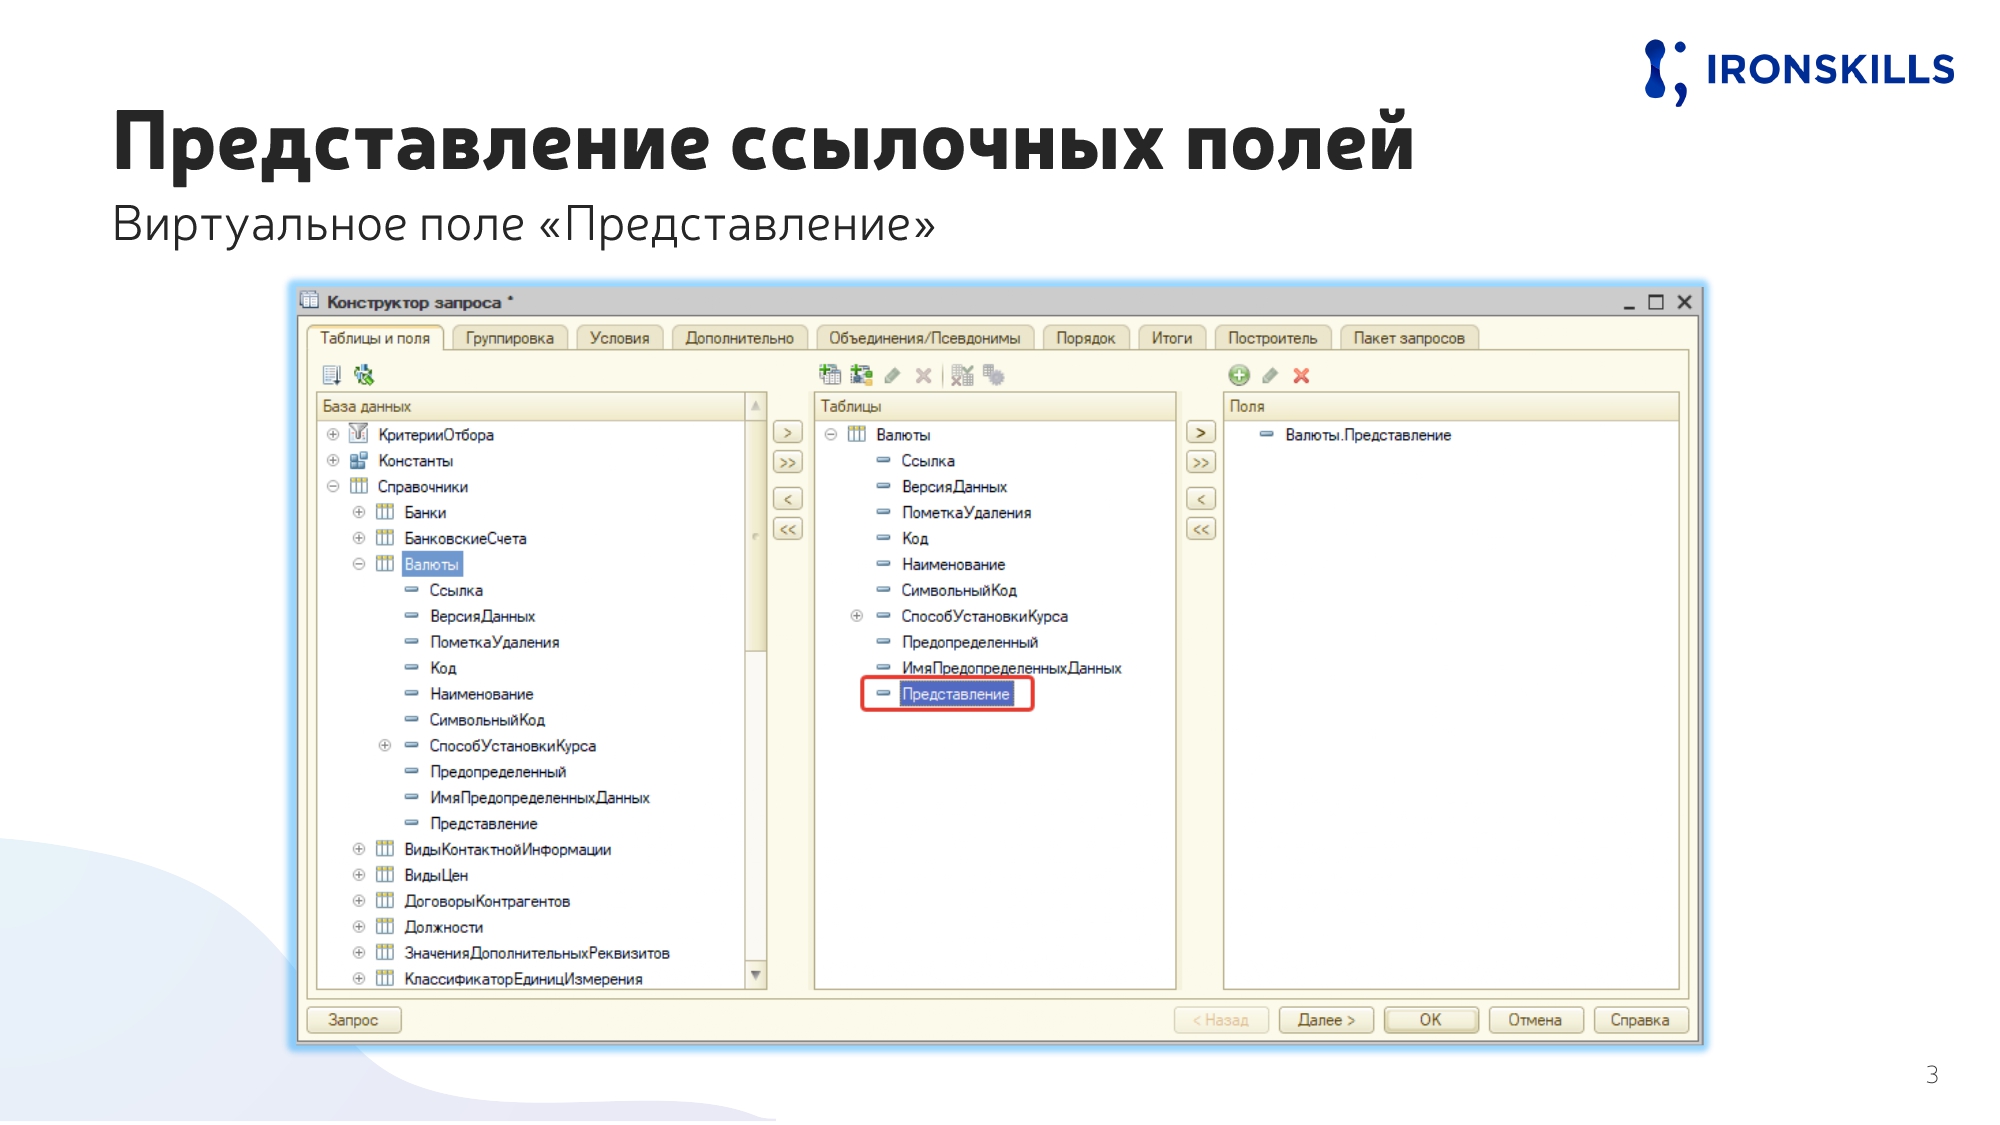 IRONSKILLS
Представление ссылочных полей
Виртуальное поле «Представление»
Конструктор запроса *
Таблицы и поля
Группировка
Условия
Дополнительно
Объединения/Псевдонимы
Порядок
Итоги
Построитель
Пакет запросов
База данных
КритерииОтбора
Константы
Справочники
Банки
БанковскиеСчета
Валюты
Ссылка
ВерсияДанных
ПометкаУдаления
Код
Наименование
СимвольныйКод
СпособУстановкиКурса
Предопределенный
ИмяПредопределенныхДанных
Представление
ВидыКонтактнойИнформации
ВидыЦен
ДоговорыКонтрагентов
Должности
ЗначенияДополнительныхРеквизитов
КлассификаторЕдиницИзмерения
>
>>
<
<<
Таблицы
Валюты
Ссылка
ВерсияДанных
ПометкаУдаления
Код
Наименование
СимвольныйКод
СпособУстановкиКурса
Предопределенный
ИмяПредопределенныхДанных
Представление
>
>>
<
<<
Поля
Валюты.Представление
Запрос
< Назад
Далее >
OK
Отмена
Справка
3